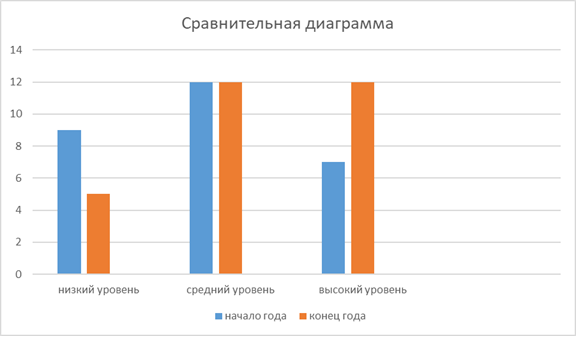 Сравнительная диаграмма
14
12
10
8
6
4
2
0
низкий уровень средний уровень высокий уровень
начало года конец года